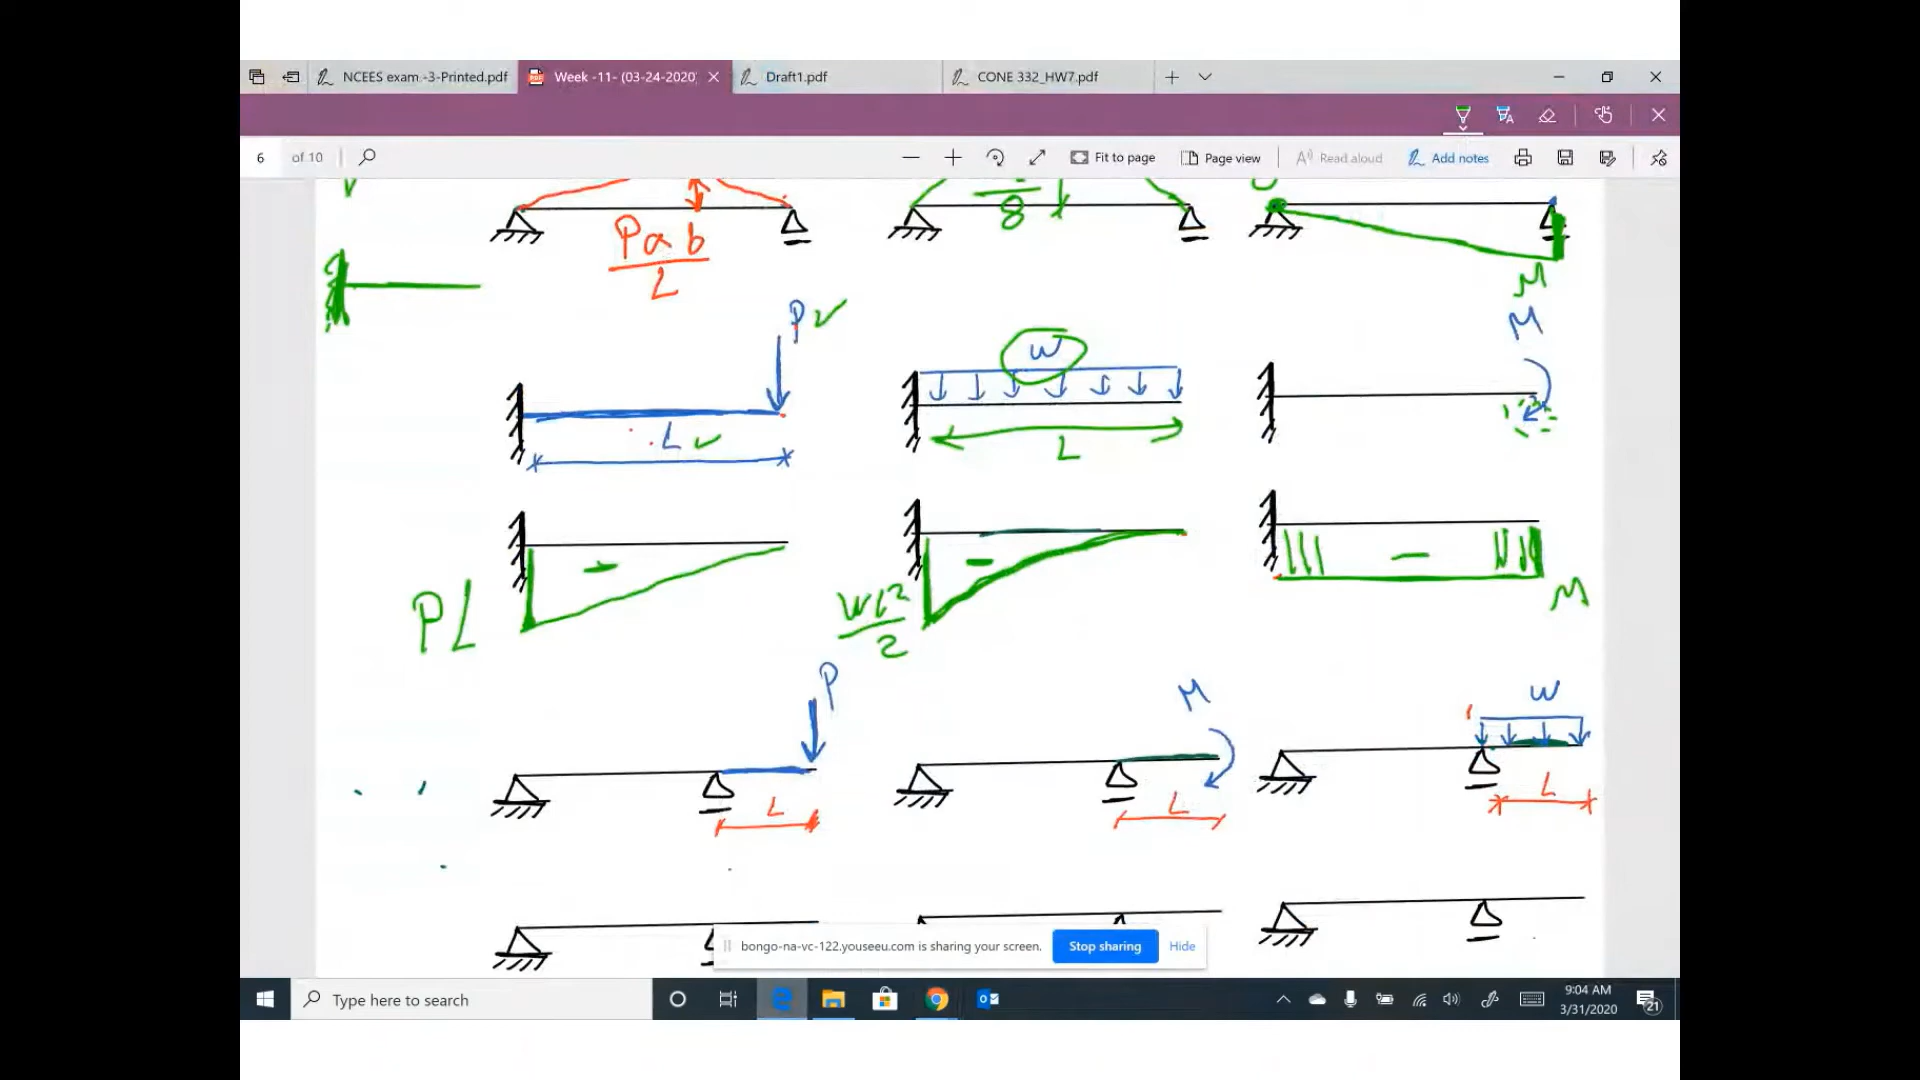 NCEES exam -3-Printed.pdf
Week -11- (03-24-2020)
Draft1.pdf
CONE 332_HW7.pdf
6 of 10
Fit to page
Page view
Read aloud
Add notes
8
Pab
L
M
P
w
M
L
L
PL
WL²
2
M
P
M
w
L
L
L
bongo-na-vc-122.youseeu.com is sharing your screen.
Stop sharing
Hide
Type here to search
9:04 AM
3/31/2020
21